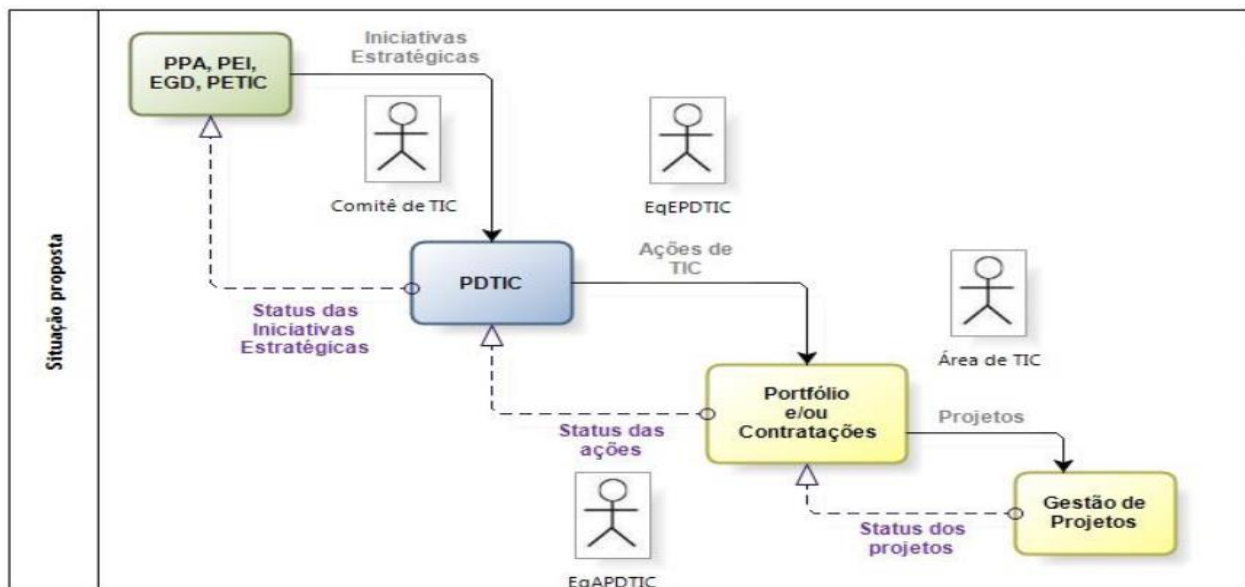 Situação proposta
PPA, PEI,
EGD, PETIC
Iniciativas
Estratégicas
Comitê de TIC
EqEPDTIC
PDTIC
Ações de
TIC
Status das
Iniciativas
Estratégicas
Área de TIC
Portfólio
e/ou
Contratações
Projetos
Status das
ações
Gestão de
Projetos
Status dos
projetos
EqAPDTIC